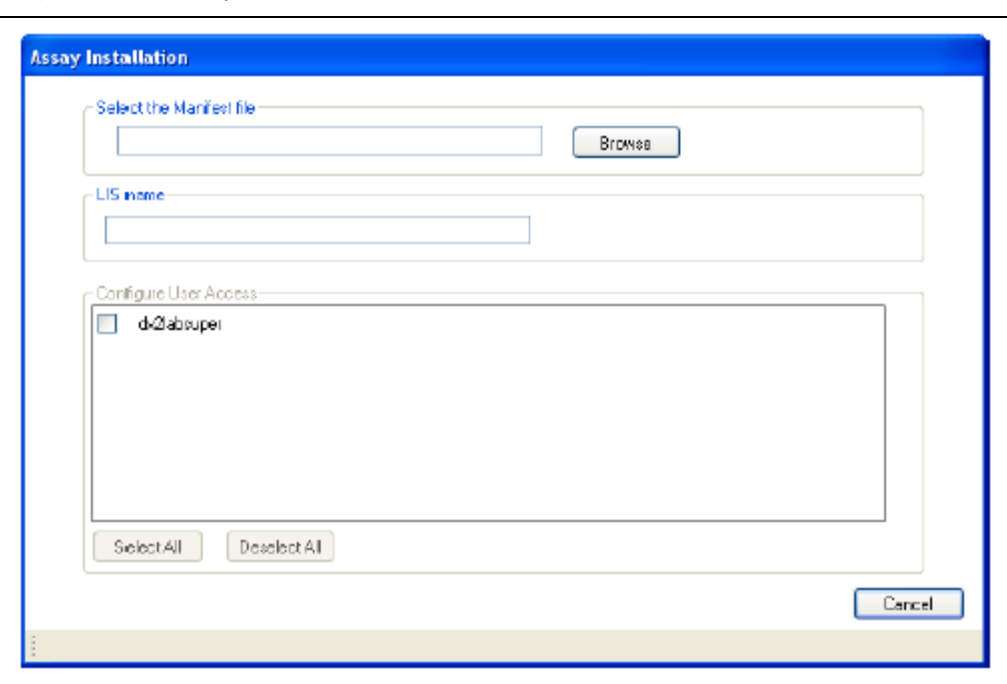 Assay Installation
Select the Manifest file
Browse
LIS name
Configure User Access
dx2labsuper
Select All
Deselect All
Cancel